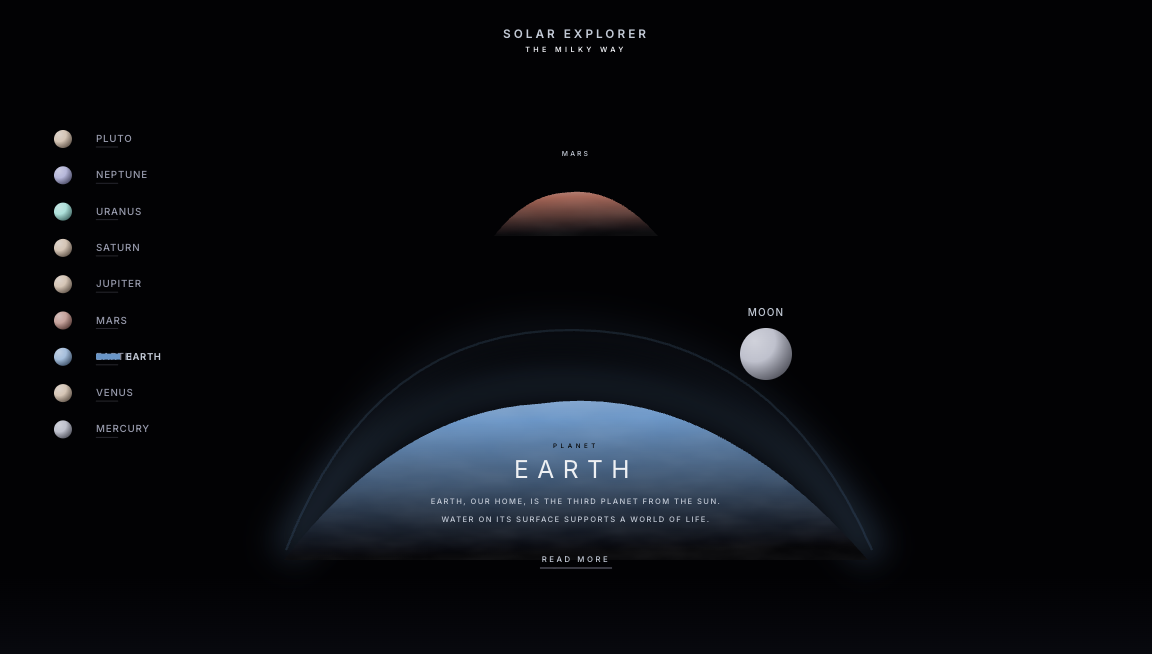 SOLAR EXPLORER
THE MILKY WAY
PLUTO
NEPTUNE
URANUS
SATURN
JUPITER
MARS
EARTH
EARTH
VENUS
MERCURY
MARS
MOON
PLANET
EARTH
EARTH, OUR HOME, IS THE THIRD PLANET FROM THE SUN.
WATER ON ITS SURFACE SUPPORTS A WORLD OF LIFE.
READ MORE